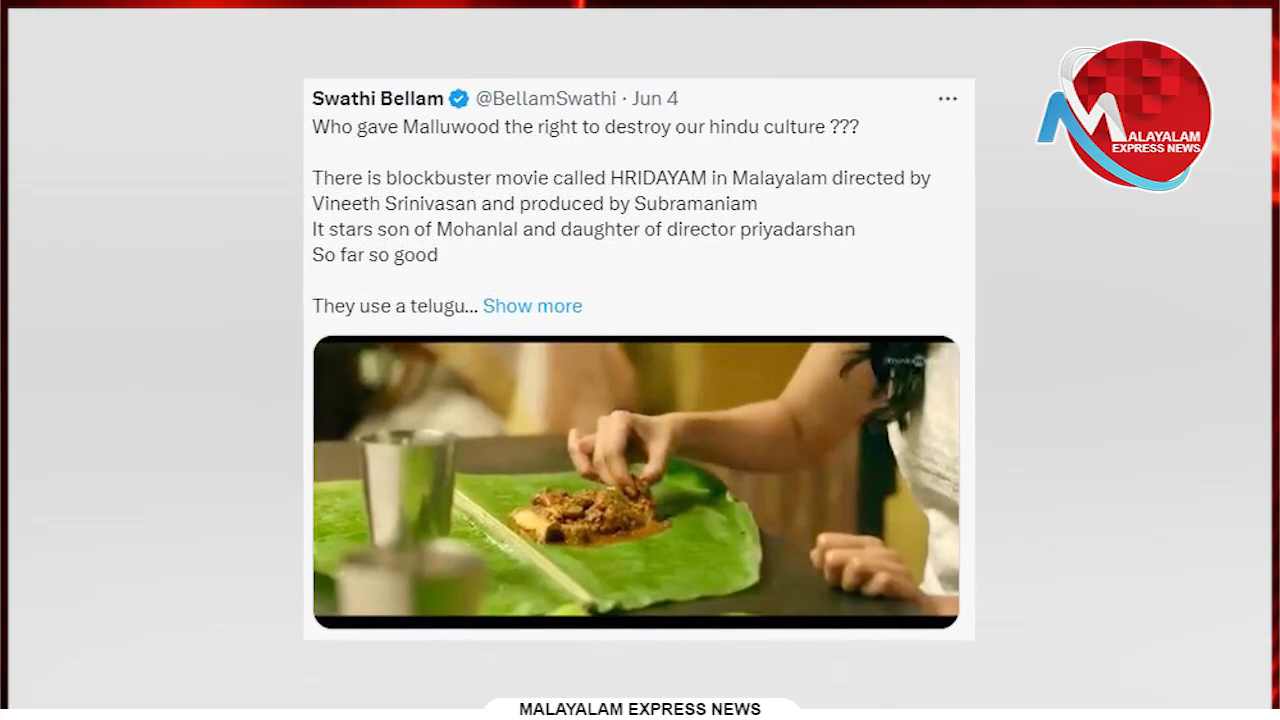 Swathi Bellam @BellamSwathi · Jun 4 ...
Who gave Malluwood the right to destroy our hindu culture ???
There is blockbuster movie called HRIDAYAM in Malayalam directed by
Vineeth Srinivasan and produced by Subramaniam
It stars son of Mohanlal and daughter of director priyadarshan
So far so good
They use a telugu... Show more
MALAYALAM
EXPRESS NEWS
MALAYALAM EXPRESS NEWS